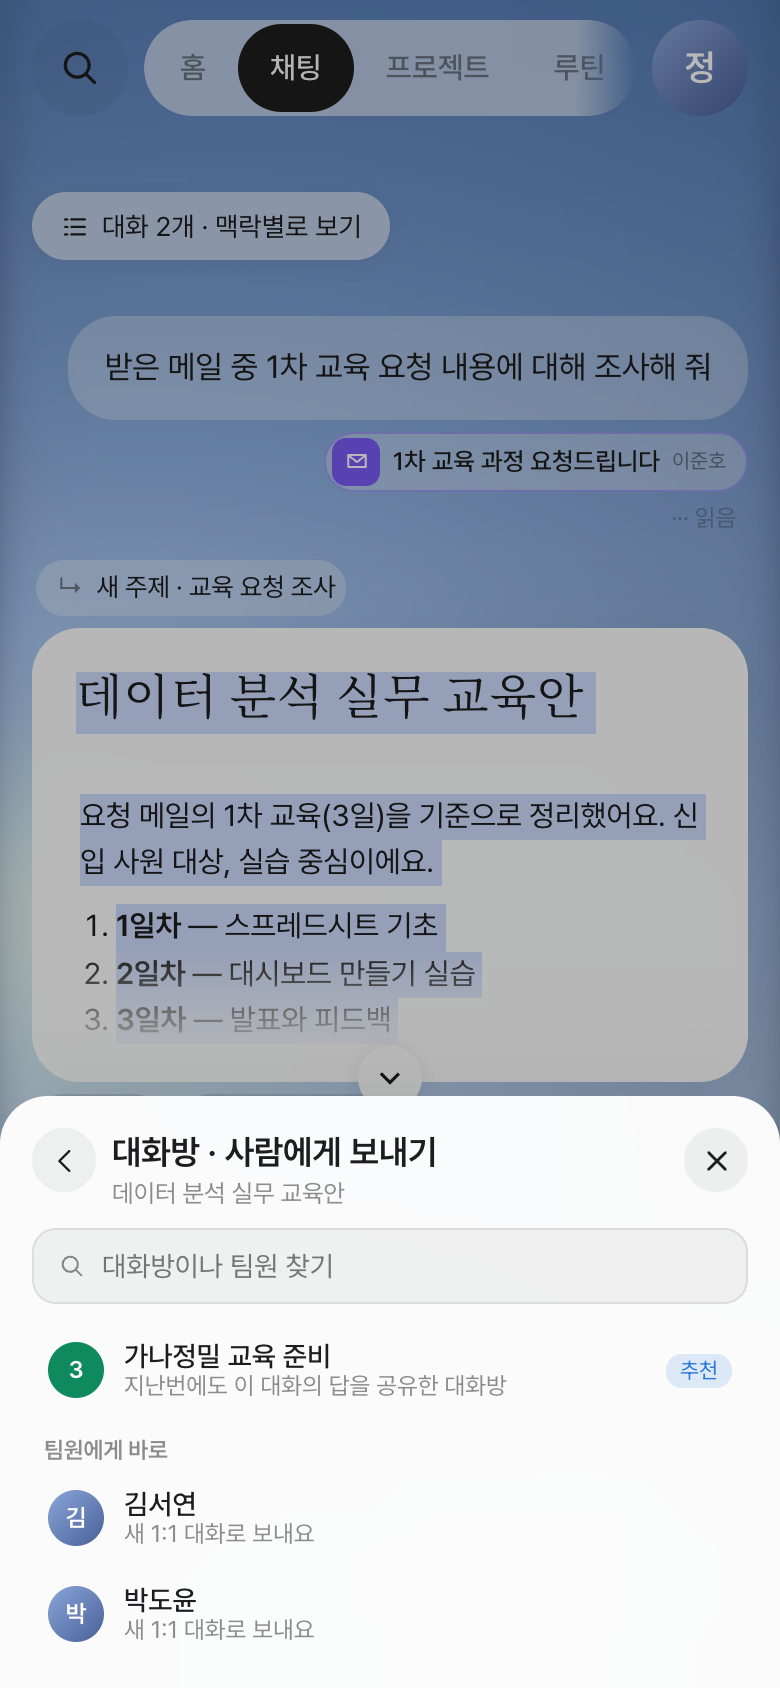 홈
채팅
프로젝트
루틴
정
대화 2개 · 맥락별로 보기
받은 메일 중 1차 교육 요청 내용에 대해 조사해 줘
1차 교육 과정 요청드립니다 이준호
··· 읽음
새 주제 · 교육 요청 조사
데이터 분석 실무 교육안
요청 메일의 1차 교육(3일)을 기준으로 정리했어요. 신
입 사원 대상, 실습 중심이에요.
1. 1일차 — 스프레드시트 기초
2. 2일차 — 대시보드 만들기 실습
3. 3일차 — 발표와 피드백
대화방 · 사람에게 보내기
데이터 분석 실무 교육안
대화방이나 팀원 찾기
3
가나정밀 교육 준비
지난번에도 이 대화의 답을 공유한 대화방
추천
팀원에게 바로
김
김서연
새 1:1 대화로 보내요
박
박도윤
새 1:1 대화로 보내요